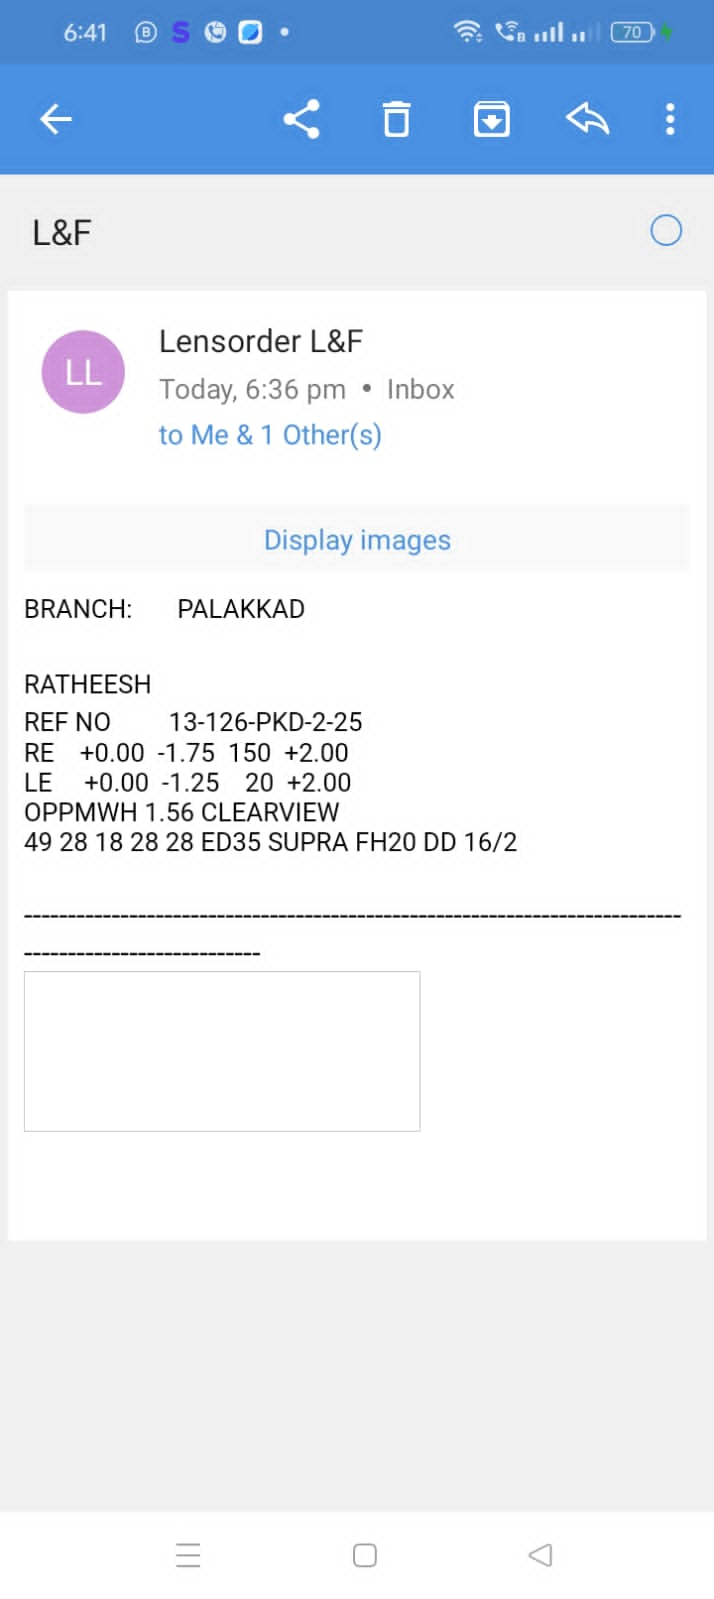 6:41
70
L&F
LL
Lensorder L&F
Today, 6:36 pm • Inbox
to Me & 1 Other(s)
Display images
BRANCH: PALAKKAD
RATHEESH
REF NO 13-126-PKD-2-25
RE +0.00 -1.75 150 +2.00
LE +0.00 -1.25 20 +2.00
OPPMWH 1.56 CLEARVIEW
49 28 18 28 28 ED35 SUPRA FH20 DD 16/2
---------------------------------------------------------------------------
---------------------------